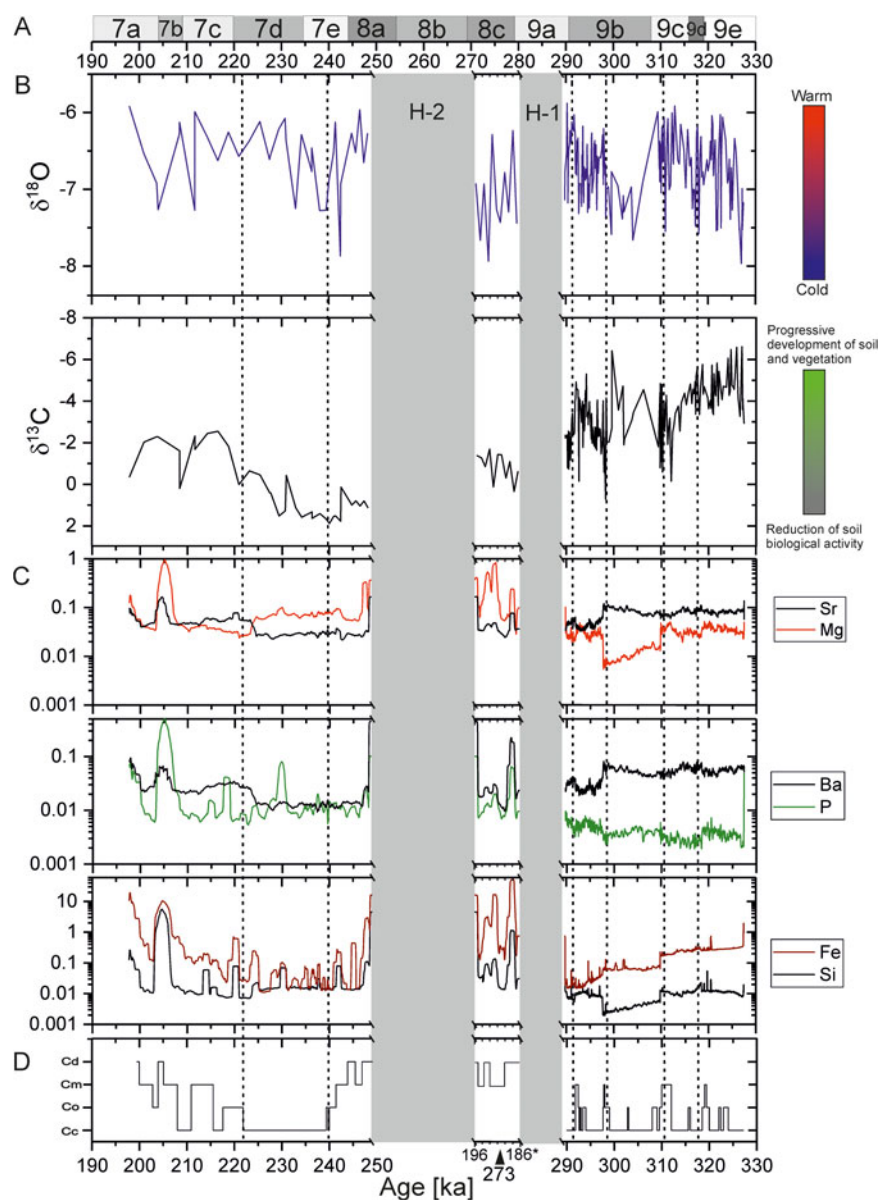 A 7a 7b 7c 7d 7e 8a 8b 8c 9a 9b 9c 9d 9e
190 200 210 220 230 240 250 260 270 280 290 300 310 320 330
B
H-2
H-1
-6
-7
-8
δ18O
Warm
Cold
-8
-6
-4
-2
0
2
δ13C
Progressive
development of soil
and vegetation
Reduction of soil
biological activity
C
1
0.1
0.01
0.001
Sr
Mg
0.1
0.01
0.001
Ba
P
10
1
0.1
0.01
0.001
Fe
Si
D
Cd
Cm
Co
Cc
190 200 210 220 230 240 250 196 186* 290 300 310 320 330
273
Age [ka]